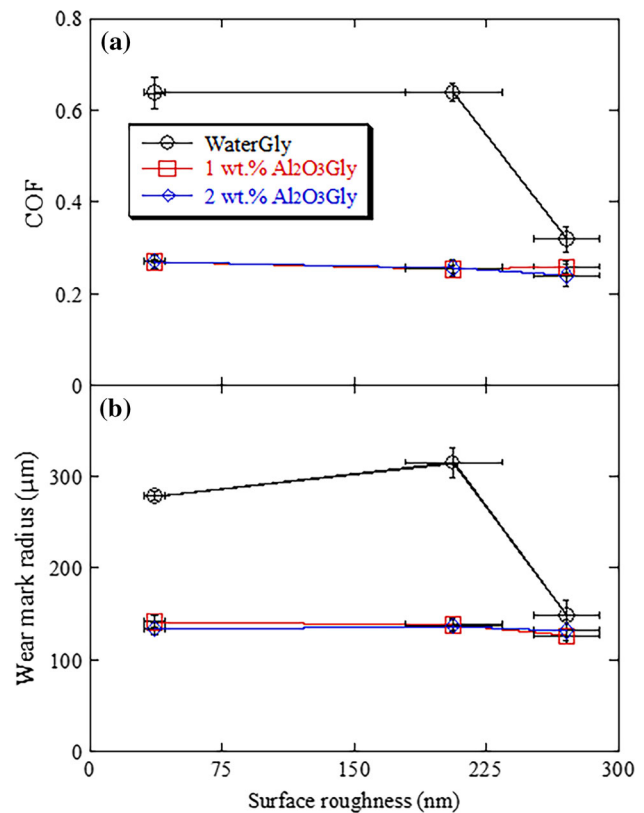 (a)
0.8
0.6
0.4
0.2
0
COF
WaterGly
1 wt.% Al2O3Gly
2 wt.% Al2O3Gly
(b)
300
200
100
0
Wear mark radius (μm)
0 75 150 225 300
Surface roughness (nm)